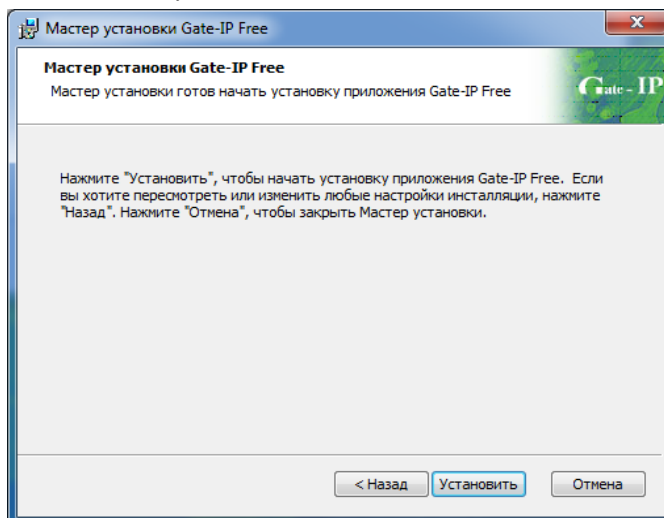 Мастер установки Gate-IP Free
Мастер установки Gate-IP Free
Мастер установки готов начать установку приложения Gate-IP Free
Gate - IP
Нажмите "Установить", чтобы начать установку приложения Gate-IP Free. Если
вы хотите пересмотреть или изменить любые настройки инсталляции, нажмите
"Назад". Нажмите "Отмена", чтобы закрыть Мастер установки.
< Назад
Установить
Отмена